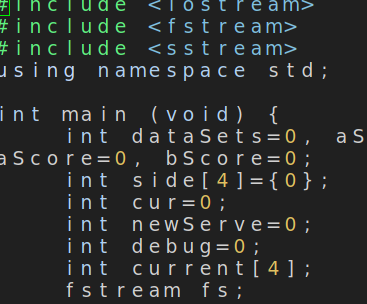 #include <iostream>
#include <fstream>
#include <sstream>
using namespace std;
int main (void) {
int dataSets=0, aS
aScore=0, bScore=0;
int side[4]={0};
int cur=0;
int newServe=0;
int debug=0;
int current[4];
fstream fs;